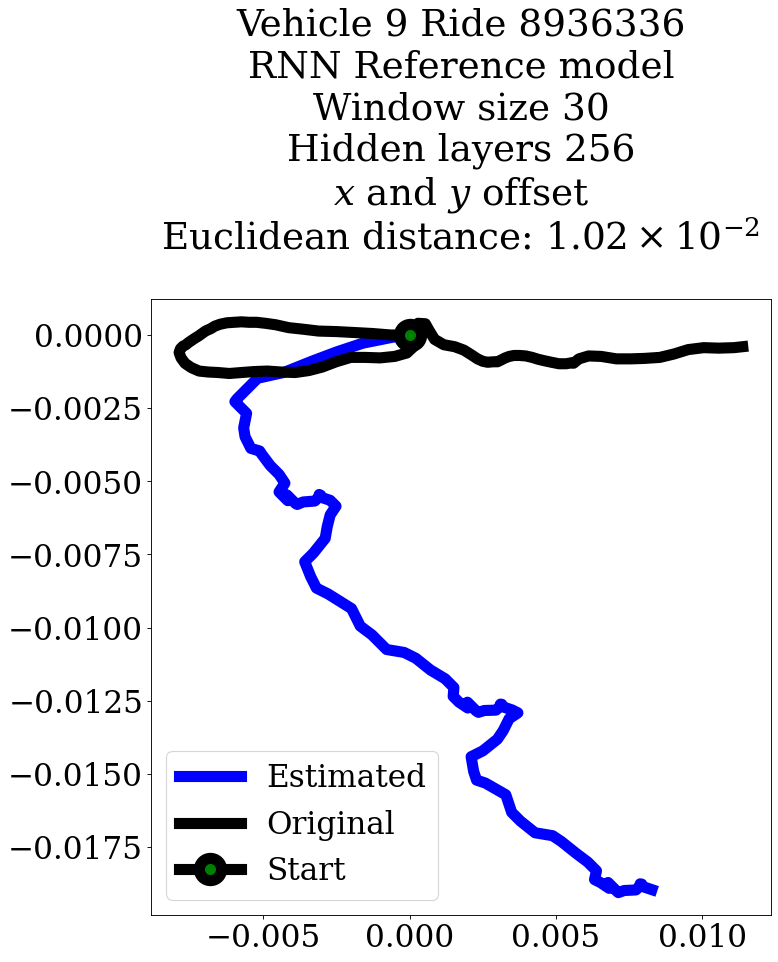 Vehicle 9 Ride 8936336
RNN Reference model
Window size 30
Hidden layers 256
x and y offset
Euclidean distance: 1.02 × 10⁻²
0.0000
−0.0025
−0.0050
−0.0075
−0.0100
−0.0125
−0.0150
−0.0175
Estimated
Original
Start
−0.005 0.000 0.005 0.010